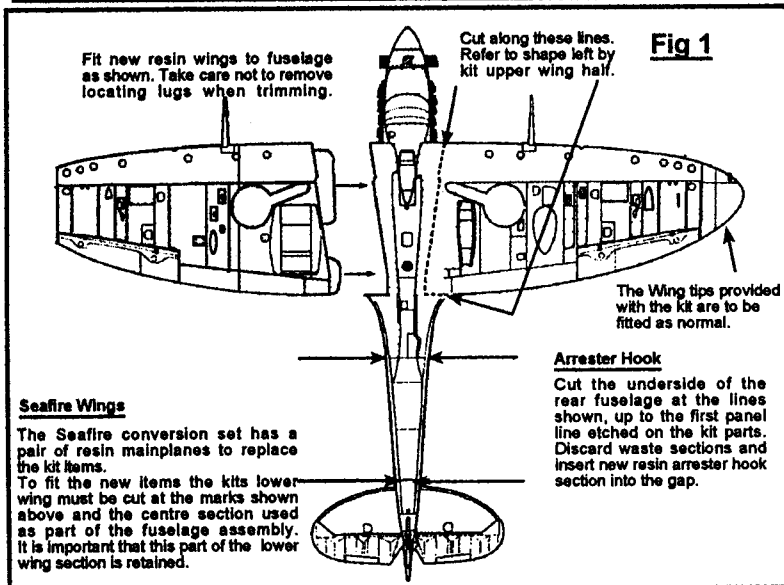 Fit new resin wings to fuselage
as shown. Take care not to remove
locating lugs when trimming.
Cut along these lines.
Refer to shape left by
kit upper wing half.
Fig 1
The Wing tips provided
with the kit are to be
fitted as normal.
Seafire Wings
The Seafire conversion set has a
pair of resin mainplanes to replace
the kit items.
To fit the new items the kits lower
wing must be cut at the marks shown
above and the centre section used
as part of the fuselage assembly.
It is important that this part of the lower
wing section is retained.
Arrester Hook
Cut the underside of the
rear fuselage at the lines
shown, up to the first panel
line etched on the kit parts.
Discard waste sections and
insert new resin arrester hook
section into the gap.